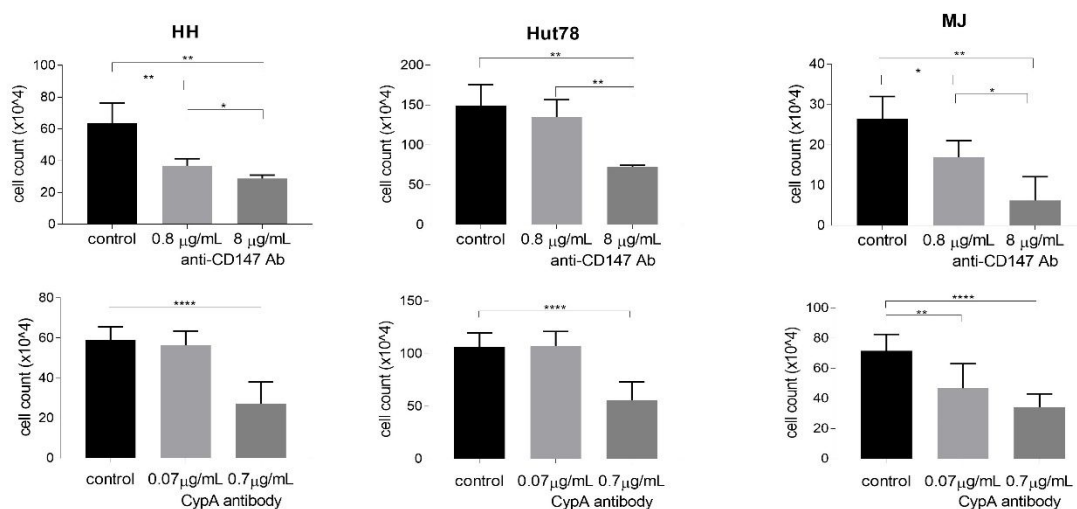 HH
Hut78
MJ
cell count (x10^4)
100
80
60
40
20
0
**
**
*
control
0.8 μg/mL
8 μg/mL
anti-CD147 Ab
cell count (x10^4)
200
150
100
50
0
**
**
control
0.8 μg/mL
8 μg/mL
anti-CD147 Ab
cell count (x10^4)
40
30
20
10
0
**
*
*
control
0.8 μg/mL
8 μg/mL
anti-CD147 Ab
cell count (x10^4)
80
60
40
20
0
****
control
0.07μg/mL
0.7μg/mL
CypA antibody
cell count (x10^4)
150
100
50
0
****
control
0.07μg/mL
0.7μg/mL
CypA antibody
cell count (x10^4)
100
80
60
40
20
0
****
**
control
0.07μg/mL
0.7μg/mL
CypA antibody